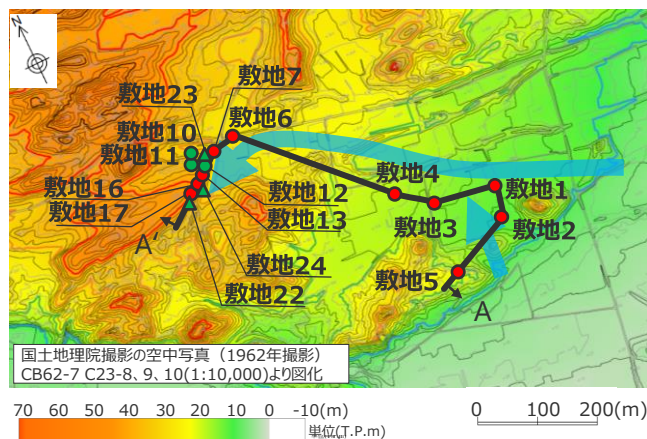 N
敷地7
敷地23
敷地6
敷地10
敷地11
敷地4
敷地1
敷地16
敷地12
敷地3
敷地17
敷地13
敷地2
A'
敷地24
敷地5
敷地22
A
国土地理院撮影の空中写真（1962年撮影）
CB62-7 C23-8、9、10(1:10,000)より図化
70 60 50 40 30 20 10 0 -10(m)
単位(T.P.m)
0 100 200(m)